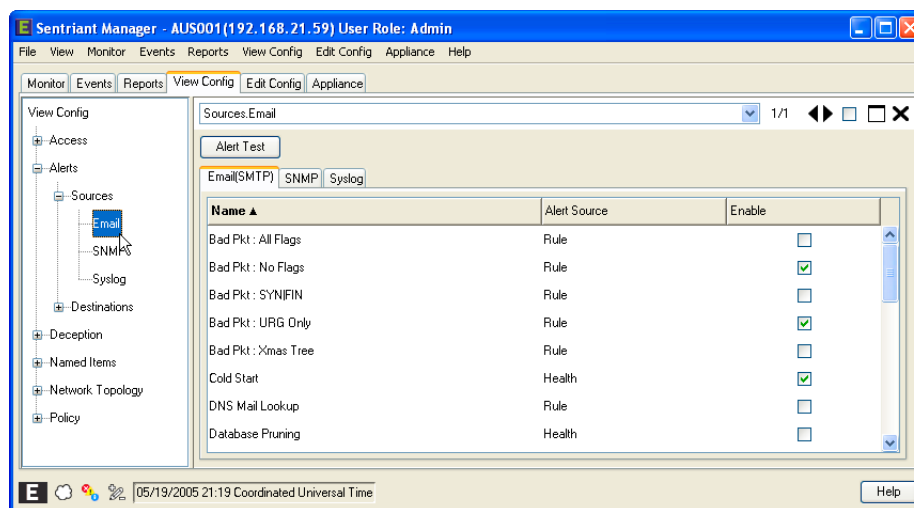 E Sentriant Manager - AUS001(192.168.21.59) User Role: Admin
File View Monitor Events Reports View Config Edit Config Appliance Help
Monitor Events Reports View Config Edit Config Appliance
View Config
Access
Alerts
Sources
Email
SNMP
Syslog
Destinations
Deception
Named Items
Network Topology
Policy
Sources.Email 1/1
Alert Test
Email(SMTP) SNMP Syslog
Name Alert Source Enable
Bad Pkt : All Flags Rule
Bad Pkt : No Flags Rule
Bad Pkt : SYN|FIN Rule
Bad Pkt : URG Only Rule
Bad Pkt : Xmas Tree Rule
Cold Start Health
DNS Mail Lookup Rule
Database Pruning Health
E 05/19/2005 21:19 Coordinated Universal Time Help